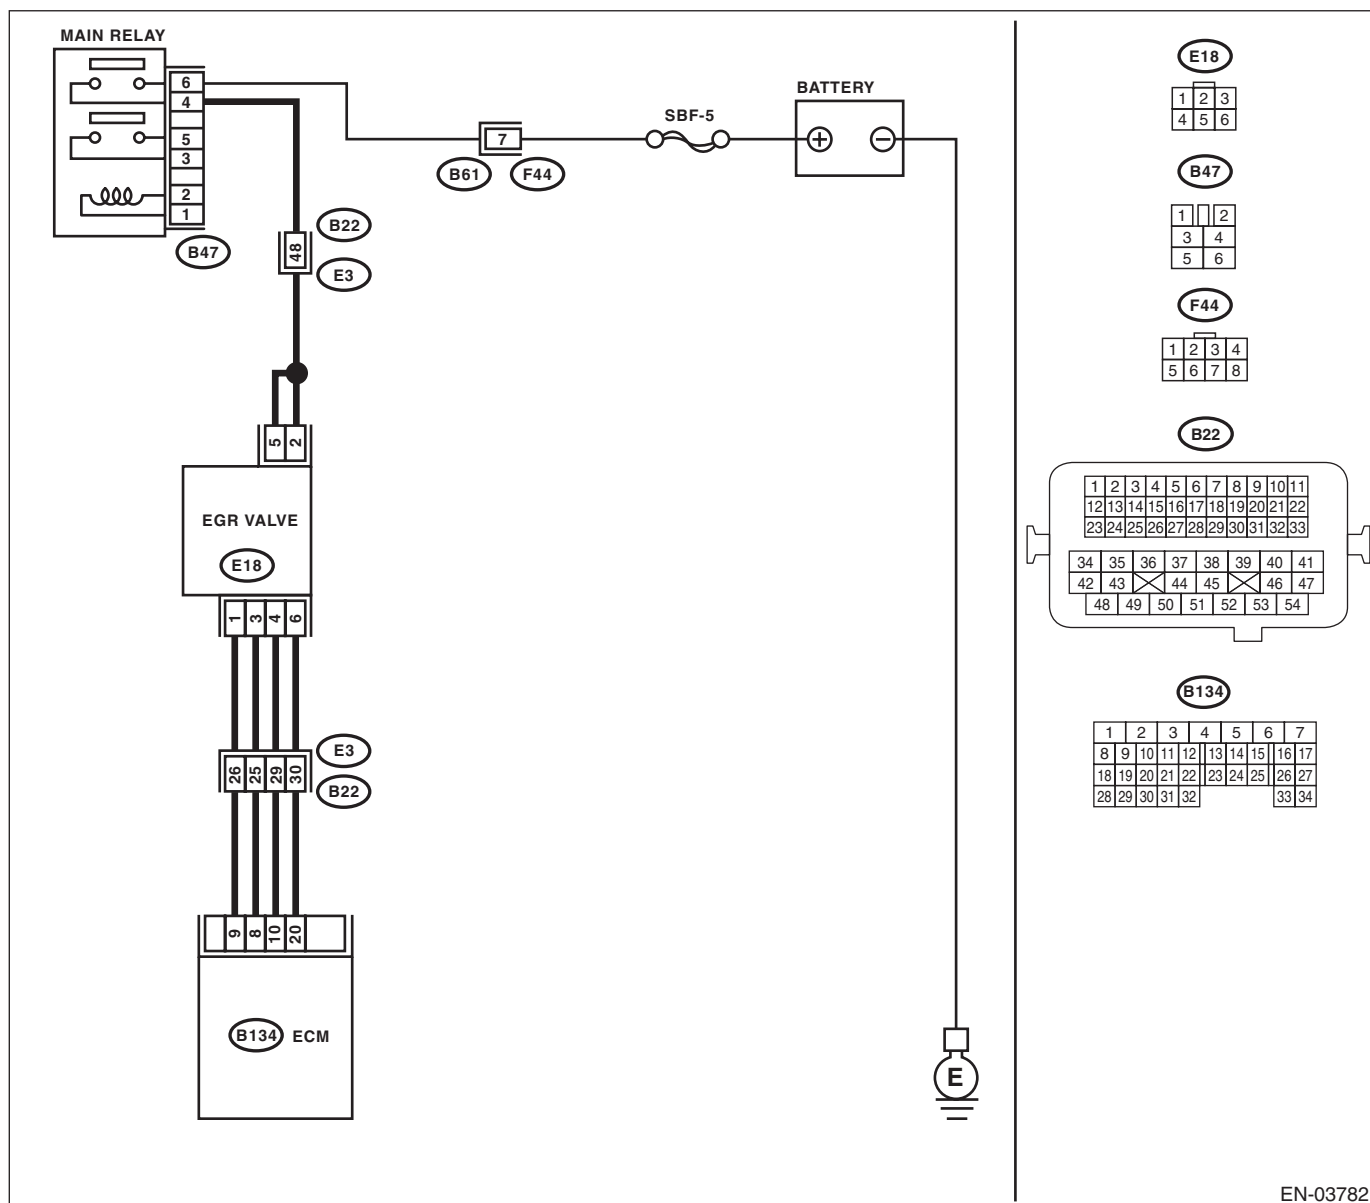 MAIN RELAY
6
4
5
3
2
1
B47
B22
48
E3
B61
7
F44
SBF-5
BATTERY
+
−
5 2
EGR VALVE
E18
1 3 4 6
E3
26 25 29 30
B22
9 8 10 20
B134 ECM
E
E18
1 2 3
4 5 6
B47
1 2
3 4
5 6
F44
1 2 3 4
5 6 7 8
B22
1 2 3 4 5 6 7 8 9 10 11
12 13 14 15 16 17 18 19 20 21 22
23 24 25 26 27 28 29 30 31 32 33
34 35 36 37 38 39 40 41
42 43 44 45 46 47
48 49 50 51 52 53 54
B134
1 2 3 4 5 6 7
8 9 10 11 12 13 14 15 16 17
18 19 20 21 22 23 24 25 26 27
28 29 30 31 32 33 34
EN-03782